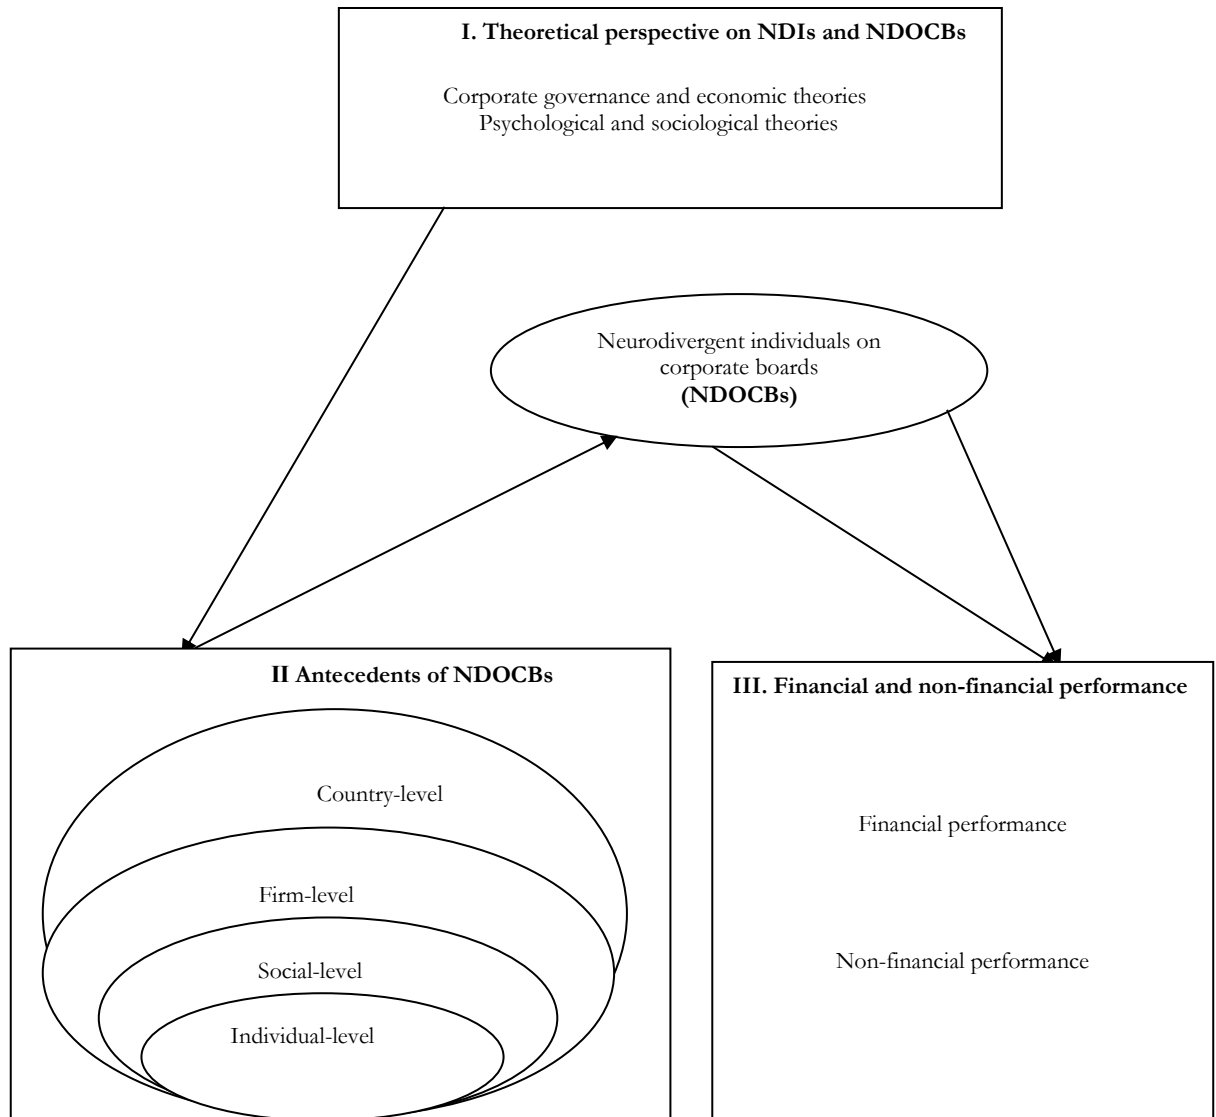 I. Theoretical perspective on NDIs and NDOCBs
Corporate governance and economic theories
Psychological and sociological theories
Neurodivergent individuals on
corporate boards
(NDOCBs)
II Antecedents of NDOCBs
Country-level
Firm-level
Social-level
Individual-level
III. Financial and non-financial performance
Financial performance
Non-financial performance